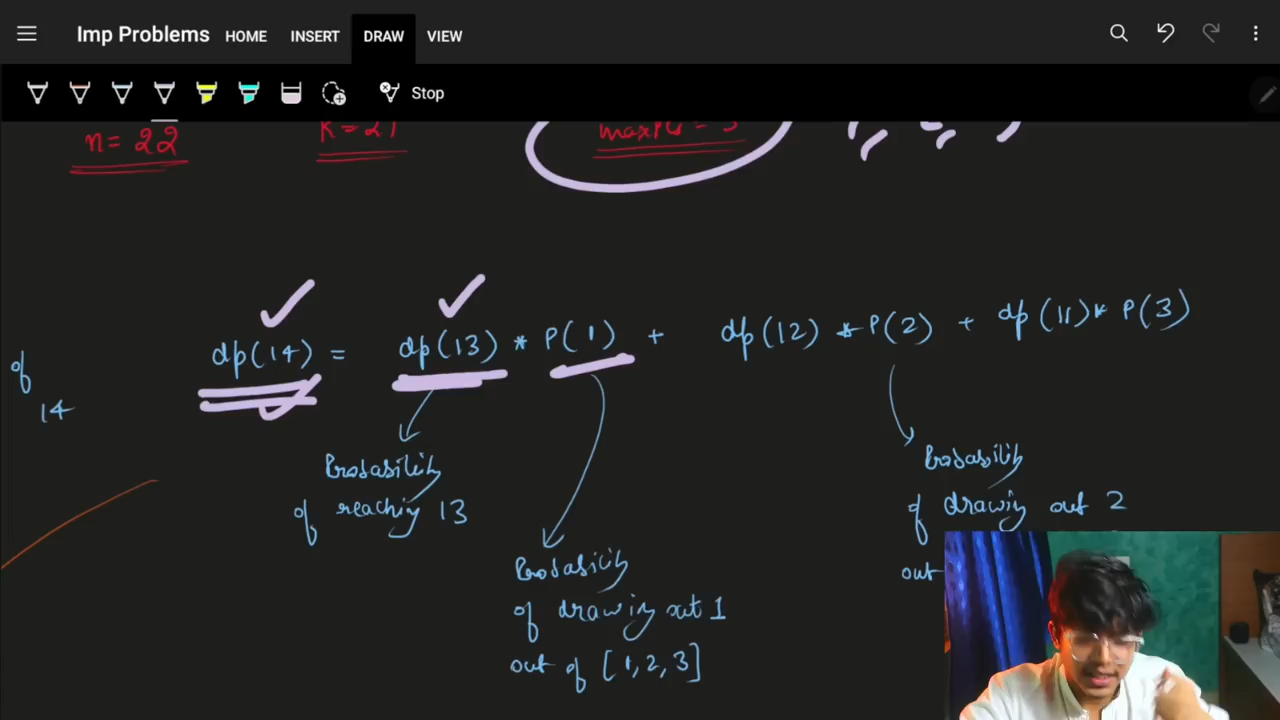 Imp Problems HOME INSERT DRAW VIEW
Stop
n = 22 K = 21
dp(14) = dp(13) * P(1) + dp(12) * P(2) + dp(11) * P(3)
of
14
Probability
of reaching 13
Probability
of drawing out 1
out of [1,2,3]
Probability
of drawing out 2
out